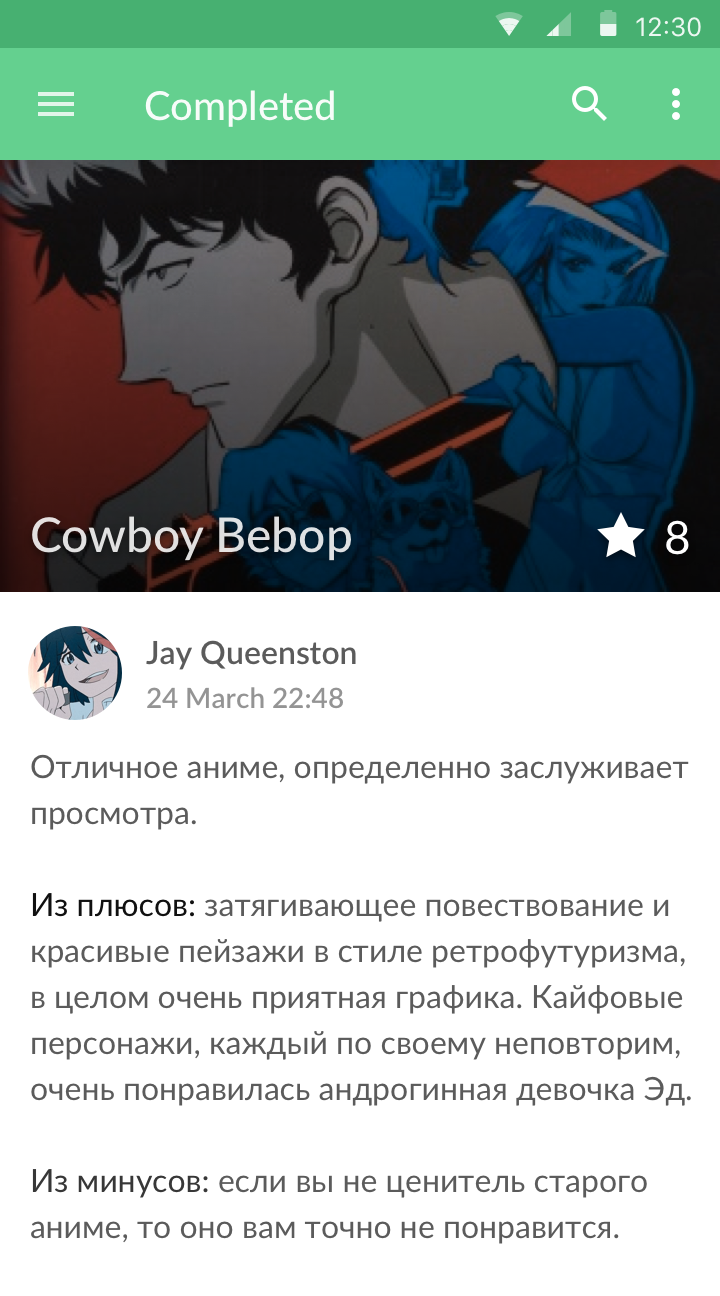 12:30
Completed
Cowboy Bebop
8
Jay Queenston
24 March 22:48
Отличное аниме, определенно заслуживает
просмотра.
Из плюсов: затягивающее повествование и
красивые пейзажи в стиле ретрофутуризма,
в целом очень приятная графика. Кайфовые
персонажи, каждый по своему неповторим,
очень понравилась андрогинная девочка Эд.
Из минусов: если вы не ценитель старого
аниме, то оно вам точно не понравится.